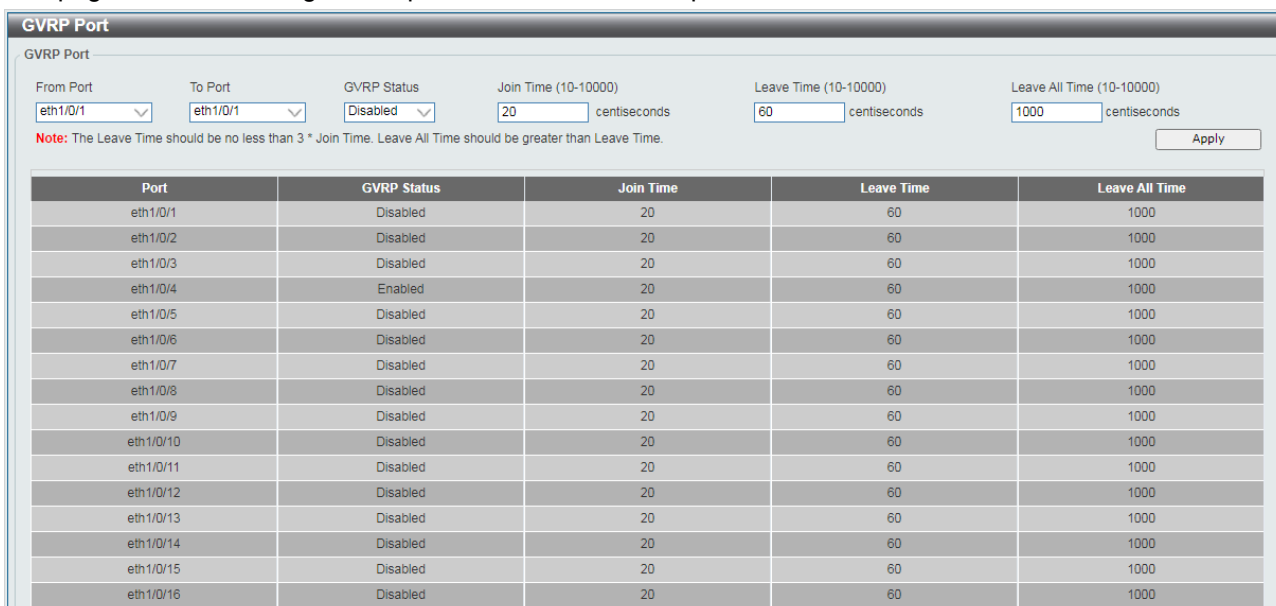 GVRP Port
GVRP Port
From Port To Port GVRP Status Join Time (10-10000) Leave Time (10-10000) Leave All Time (10-10000)
eth1/0/1 eth1/0/1 Disabled 20 centiseconds 60 centiseconds 1000 centiseconds
Note: The Leave Time should be no less than 3 * Join Time. Leave All Time should be greater than Leave Time. Apply
Port GVRP Status Join Time Leave Time Leave All Time
eth1/0/1 Disabled 20 60 1000
eth1/0/2 Disabled 20 60 1000
eth1/0/3 Disabled 20 60 1000
eth1/0/4 Enabled 20 60 1000
eth1/0/5 Disabled 20 60 1000
eth1/0/6 Disabled 20 60 1000
eth1/0/7 Disabled 20 60 1000
eth1/0/8 Disabled 20 60 1000
eth1/0/9 Disabled 20 60 1000
eth1/0/10 Disabled 20 60 1000
eth1/0/11 Disabled 20 60 1000
eth1/0/12 Disabled 20 60 1000
eth1/0/13 Disabled 20 60 1000
eth1/0/14 Disabled 20 60 1000
eth1/0/15 Disabled 20 60 1000
eth1/0/16 Disabled 20 60 1000